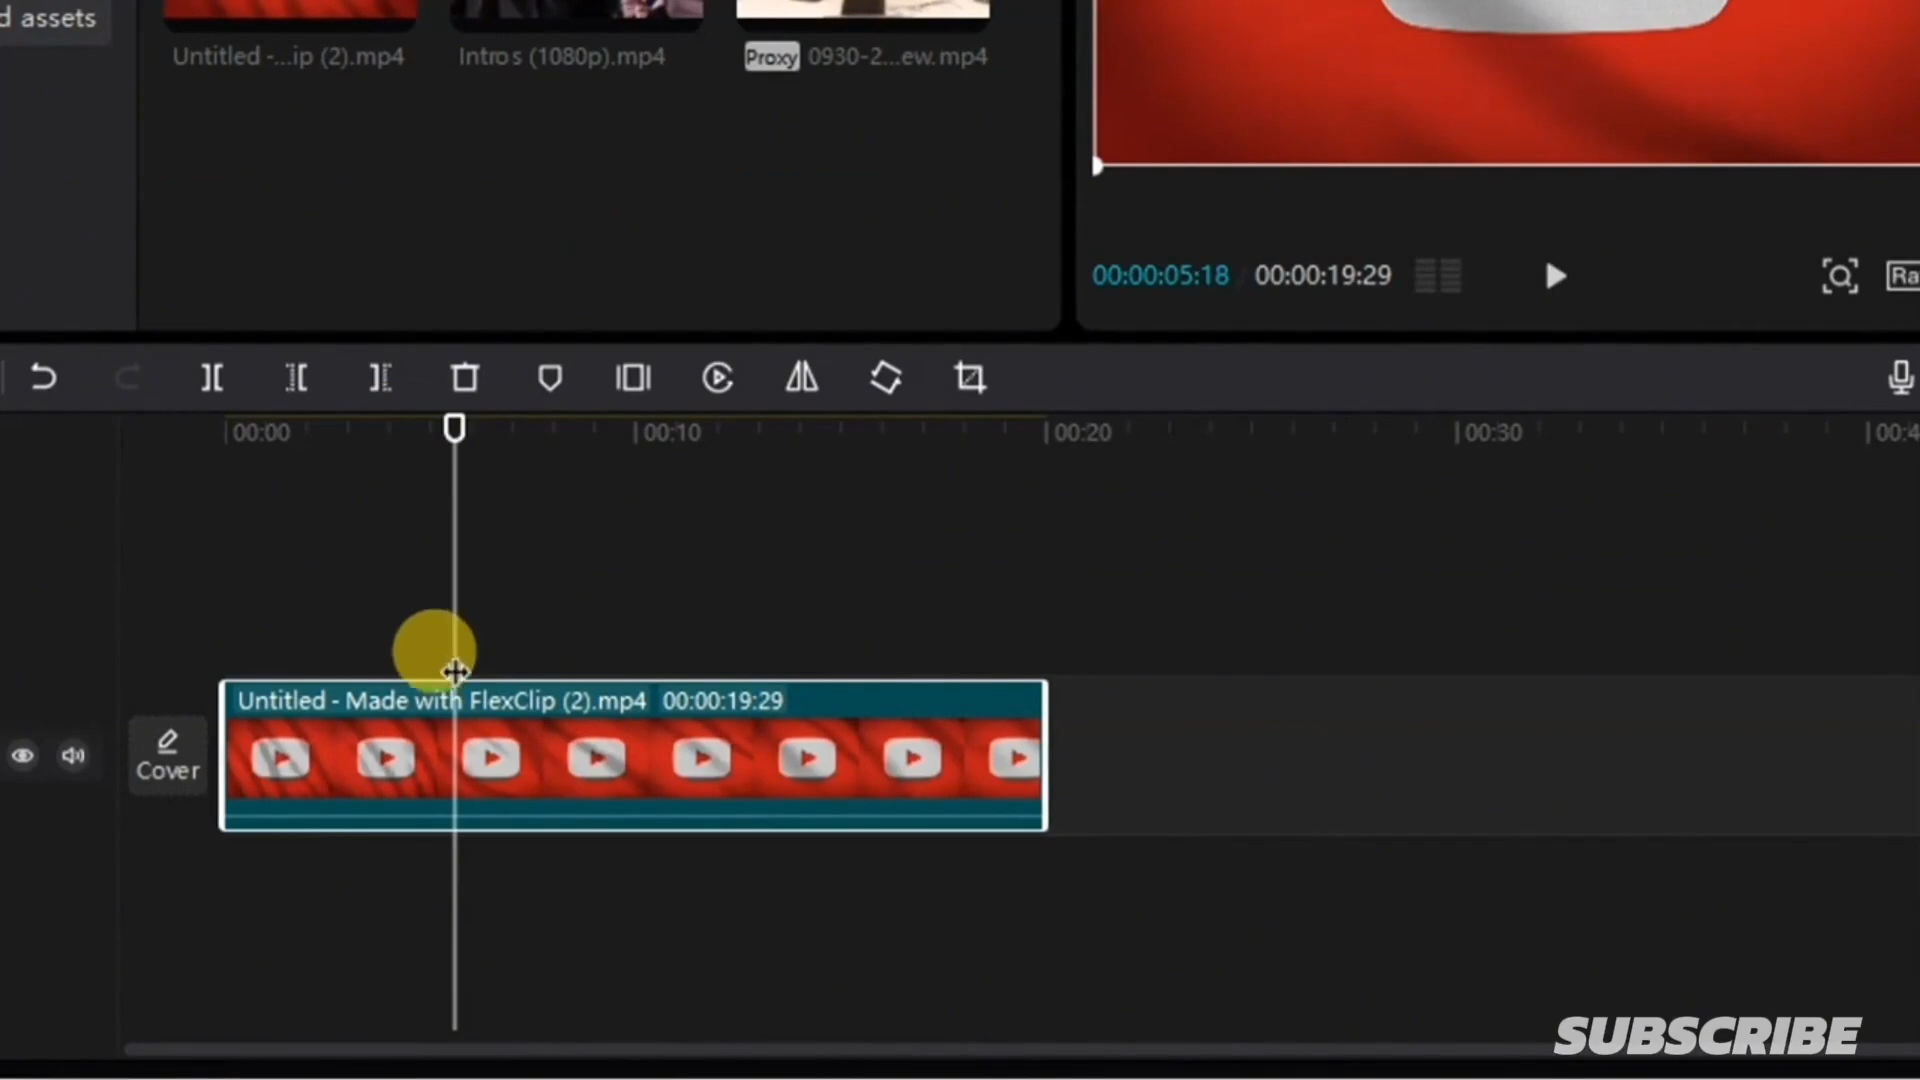 d assets
Untitled -...ip (2).mp4
Intros (1080p).mp4
Proxy 0930-2...ew.mp4
00:00:05:18 00:00:19:29
Ra
00:00
00:10
00:20
00:30
00:4
Untitled - Made with FlexClip (2).mp4 00:00:19:29
Cover
SUBSCRIBE